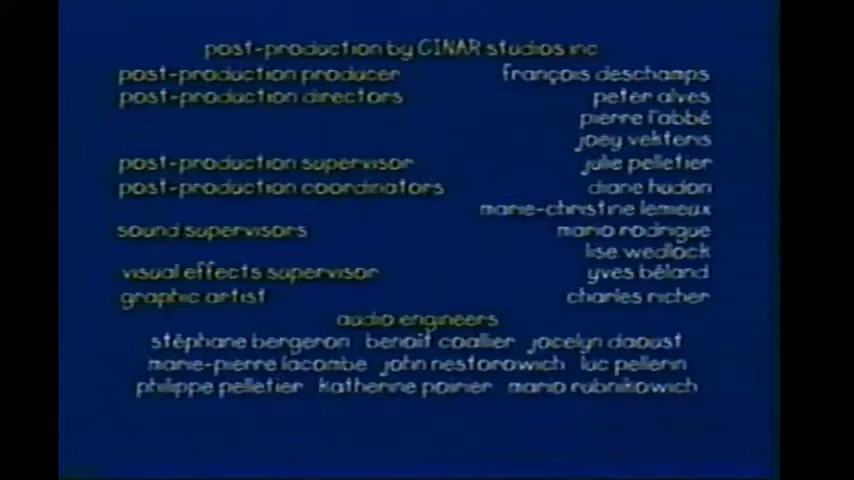 post-production by CINAR studios inc
post-production producer françois deschamps
post-production directors peter alves
pierre l'abbé
joey vekteris
post-production supervisor julie pelletier
post-production coordinators diane hudon
marie-christine lemieux
sound supervisors mario rodrigue
lise wedlock
visual effects supervisor yves béland
graphic artist charles richer
audio engineers
stéphane bergeron benoît coallier jocelyn daoust
marie-pierre lacombe john nestorowich luc pellerin
philippe pelletier katherine poirier mario rubnikowich